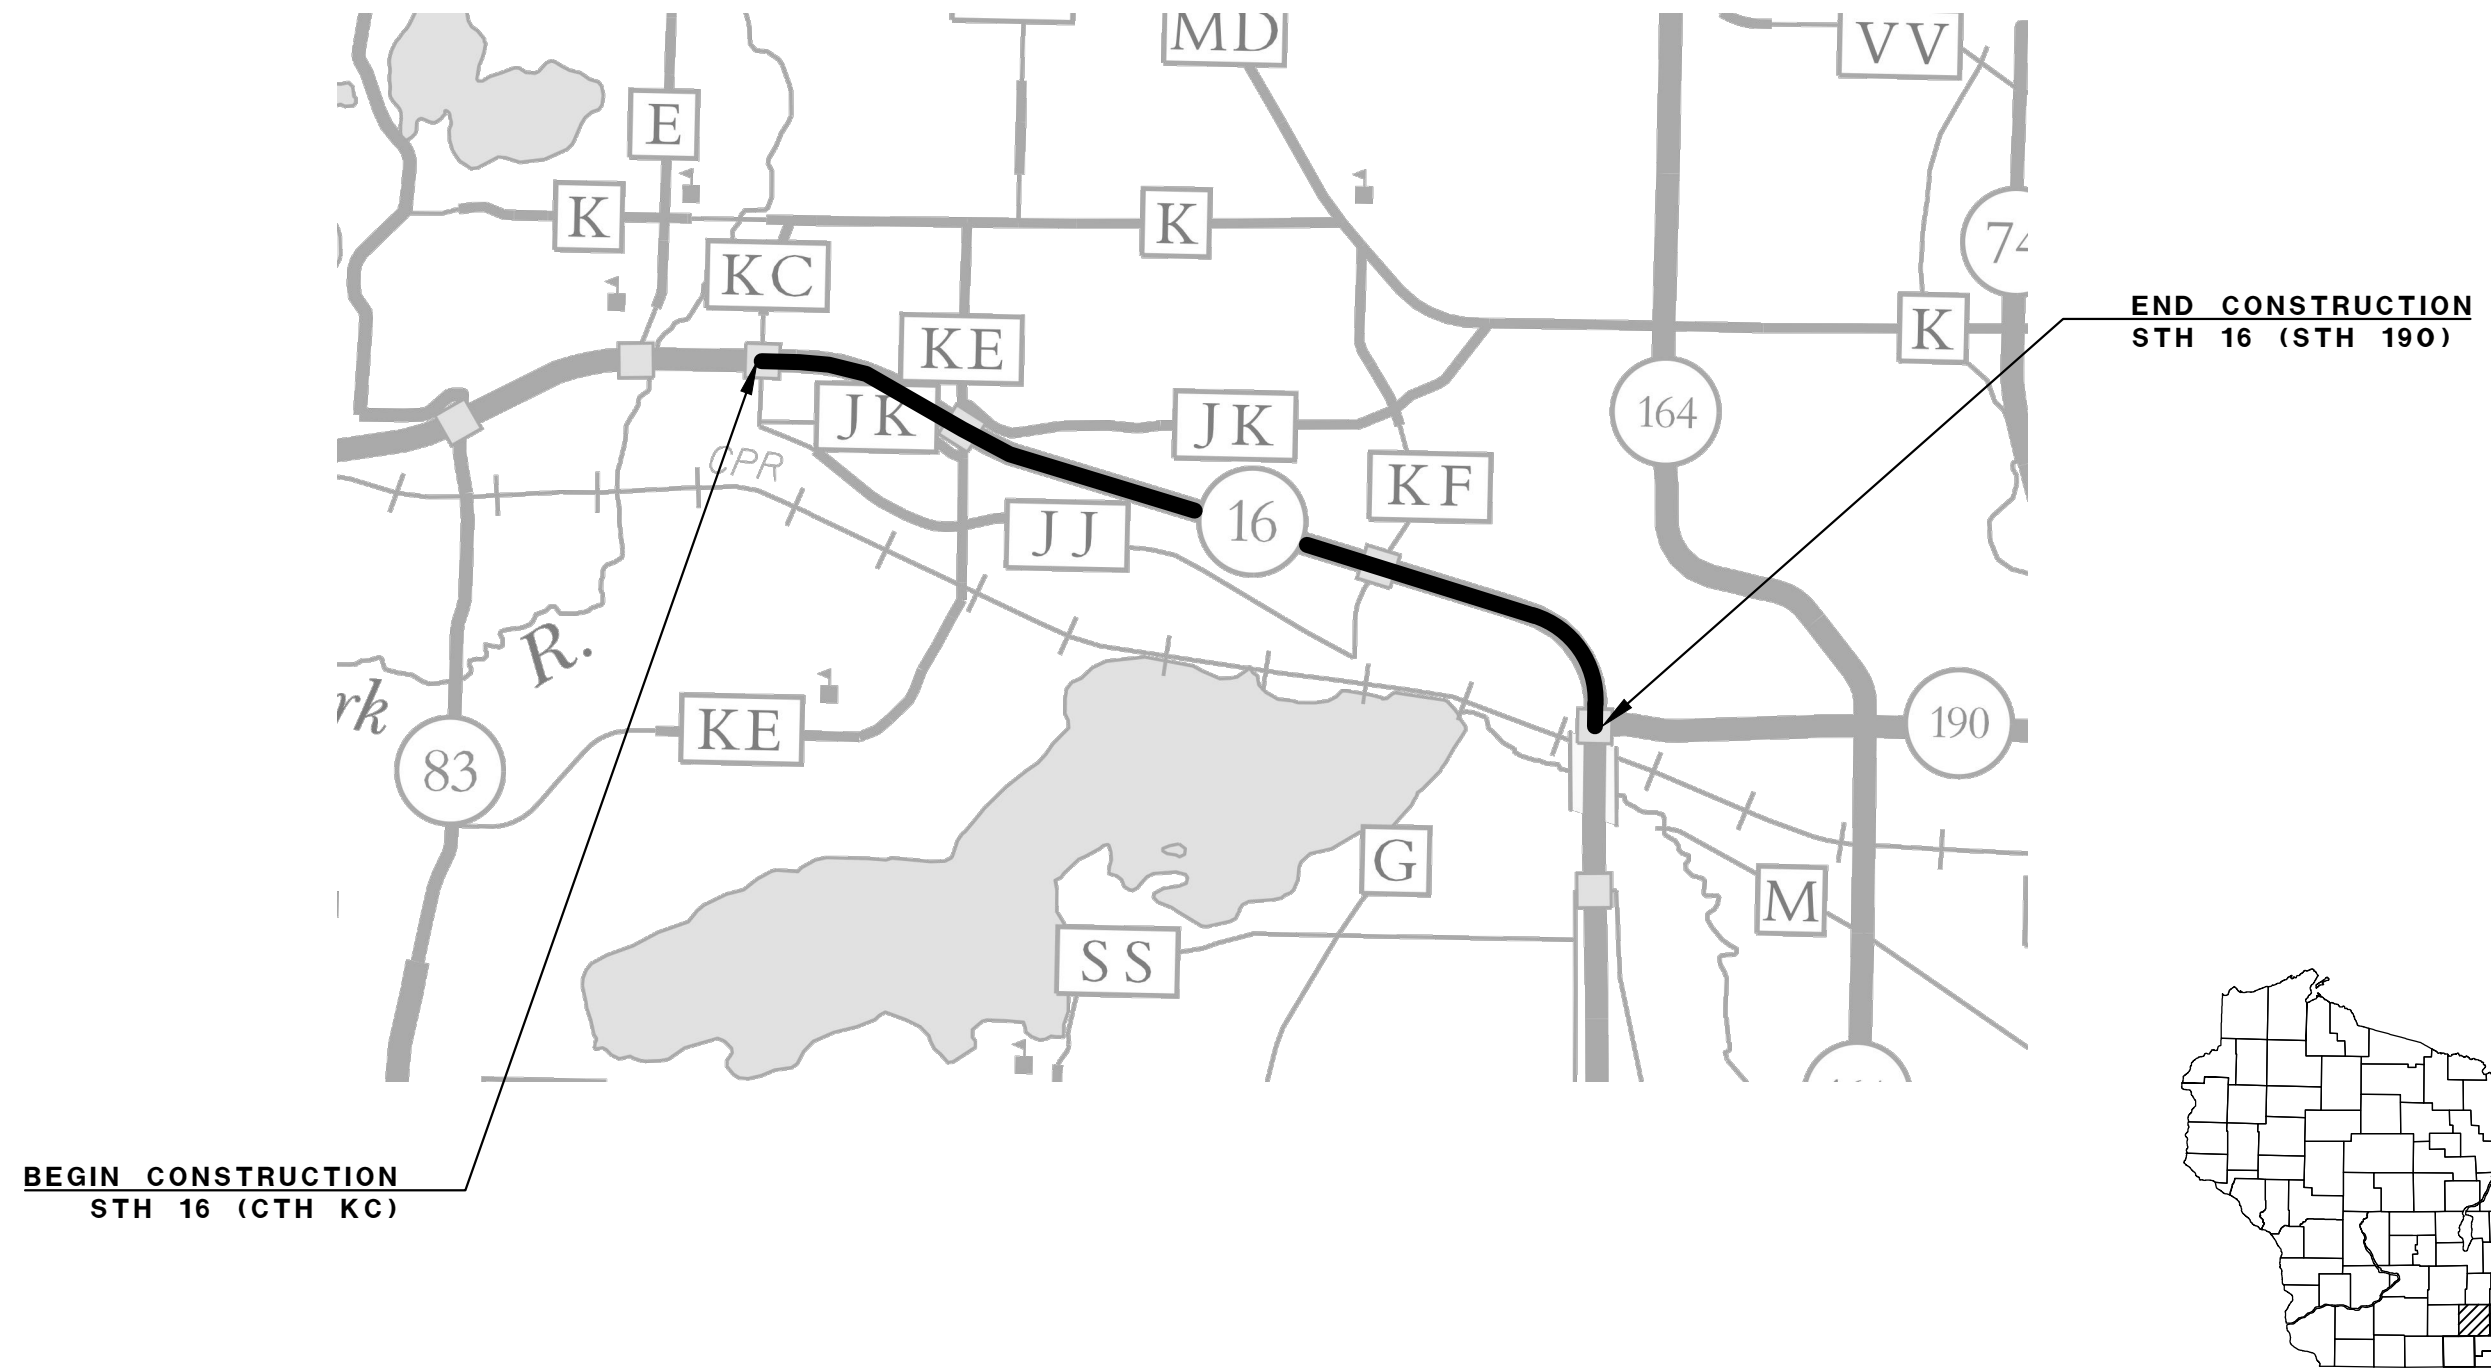 MD
VV
E
K
K
74
KC
K
END CONSTRUCTION
STH 16 (STH 190)
KE
JK
JK
164
CPR
KF
16
JJ
R.
rk
KE
83
190
G
M
SS
BEGIN CONSTRUCTION
STH 16 (CTH KC)